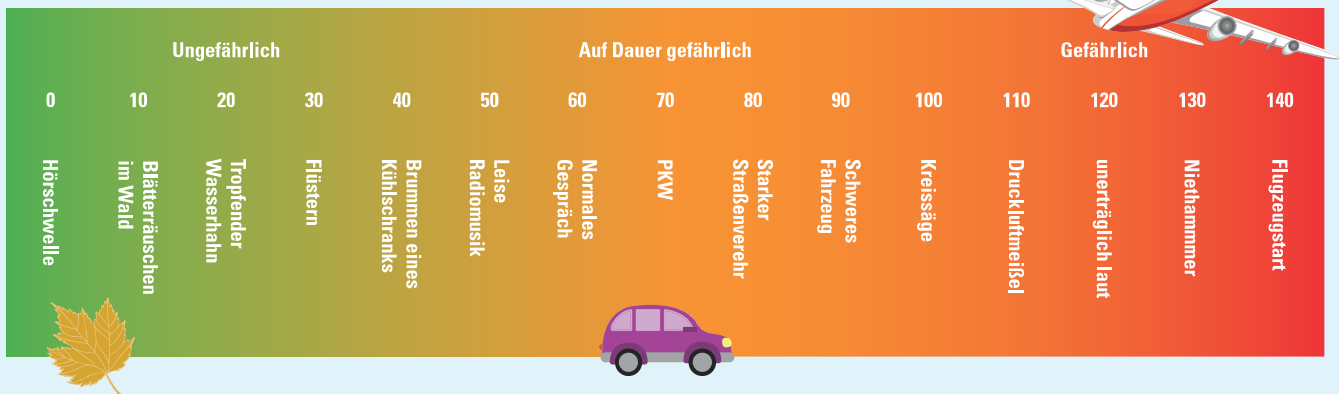 Ungefährlich Auf Dauer gefährlich Gefährlich
0 10 20 30 40 50 60 70 80 90 100 110 120 130 140
Hörschwelle
Blätterräuschen
im Wald
Tropfender
Wasserhahn
Flüstern
Brummen eines
Kühlschranks
Leise
Radiomusik
Normales
Gespräch
PKW
Starker
Straßenverehr
Schweres
Fahrzeug
Kreissäge
Druckluftmeißel
unerträglich laut
Niethammmer
Flugzeugstart